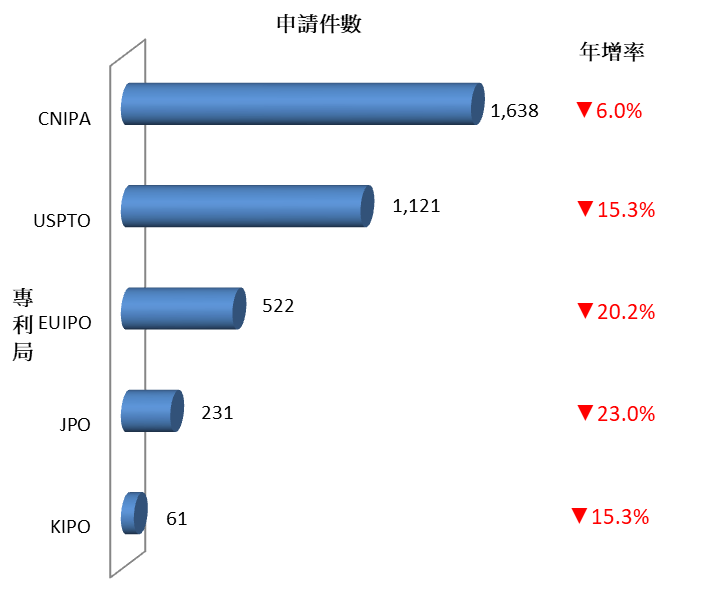 申請件數
年增率
CNIPA 1,638 ▼6.0%
USPTO 1,121 ▼15.3%
專利局
EUIPO 522 ▼20.2%
JPO 231 ▼23.0%
KIPO 61 ▼15.3%